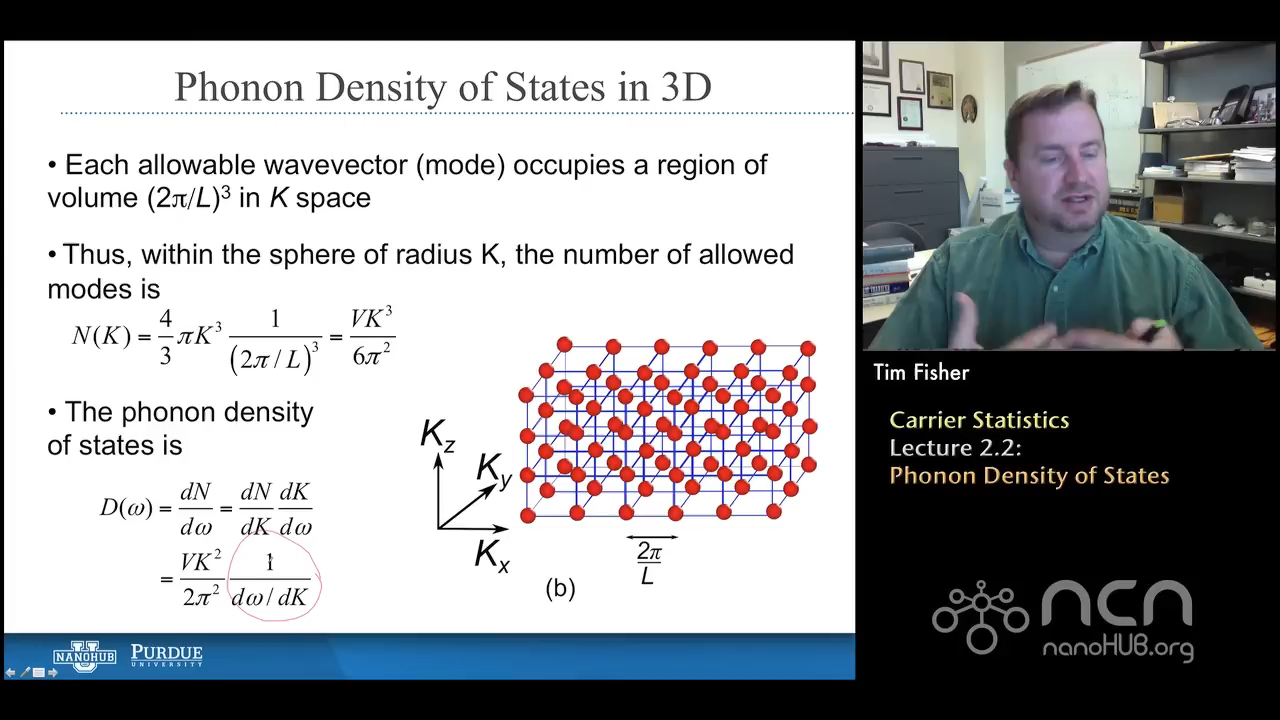 Phonon Density of States in 3D
• Each allowable wavevector (mode) occupies a region of
volume (2π/L)³ in K space
• Thus, within the sphere of radius K, the number of allowed
modes is
N(K) = 4/3 πK³ 1/(2π / L)³ = VK³/6π²
• The phonon density
of states is
D(ω) = dN/dω = dN/dK dK/dω
= VK²/2π² 1/dω / dK
Kz
Ky
Kx
2π/L
(b)
NANOHUB
PURDUE
UNIVERSITY
Tim Fisher
Carrier Statistics
Lecture 2.2:
Phonon Density of States
ncn
nanoHUB.org